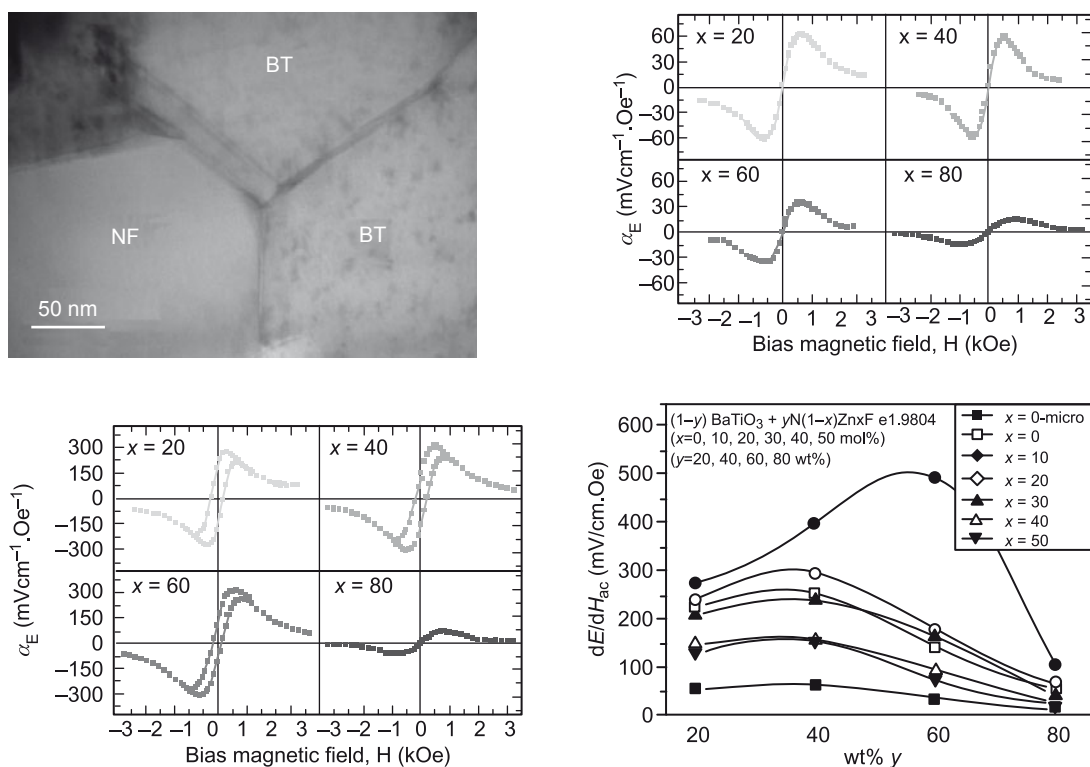 BT
NF
BT
50 nm
x = 20
x = 40
60
30
0
–30
–60
x = 60
x = 80
60
30
0
–30
–60
αE (mVcm–1.Oe–1)
–3 –2 –1 0 1 2 3 –3 –2 –1 0 1 2 3
Bias magnetic field, H (kOe)
x = 20
x = 40
300
150
0
–150
–300
x = 60
x = 80
300
150
0
–150
–300
αE (mVcm–1.Oe–1)
–3 –2 –1 0 1 2 3 –3 –2 –1 0 1 2 3
Bias magnetic field, H (kOe)
(1–y) BaTiO3 + yN(1–x)ZnxF e1.9804
(x=0, 10, 20, 30, 40, 50 mol%)
(y=20, 40, 60, 80 wt%)
x = 0-micro
x = 0
x = 10
x = 20
x = 30
x = 40
x = 50
600
500
400
300
200
100
0
dE/dHac (mV/cm.Oe)
20 40 60 80
wt% y